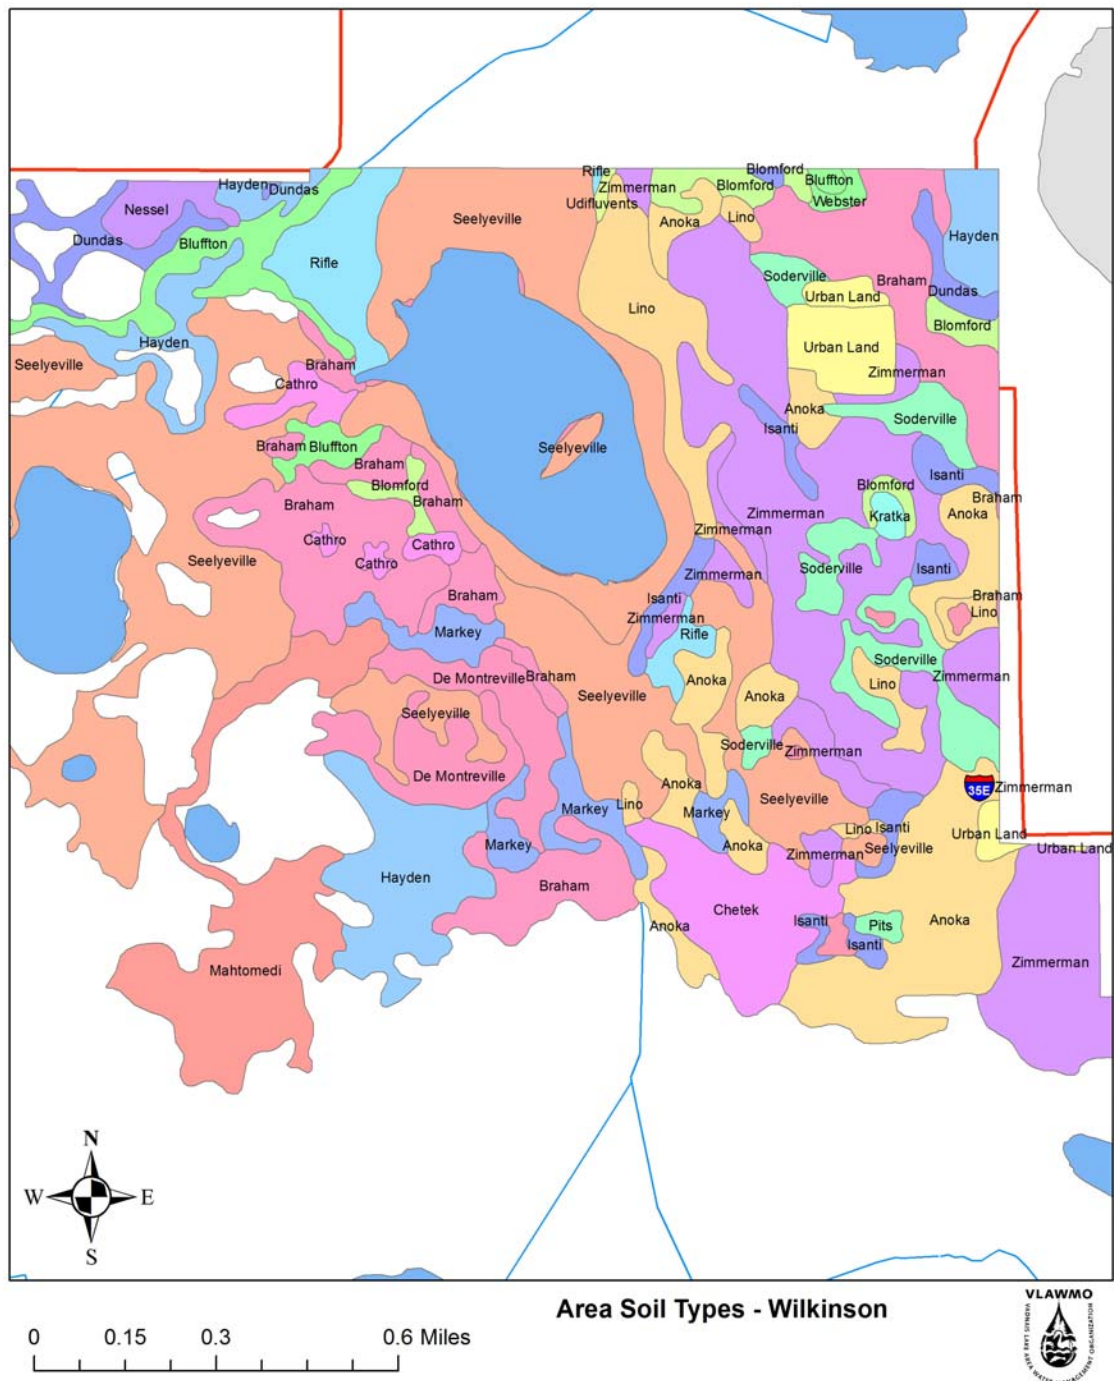 Hayden
Dundas
Rifle
Zimmerman
Blomford
Blomford
Bluffton
Webster
Udifluvents
Nessel
Seelyeville
Anoka
Lino
Dundas
Bluffton
Hayden
Rifle
Soderville
Braham
Dundas
Urban Land
Lino
Blomford
Hayden
Urban Land
Seelyeville
Braham
Zimmerman
Cathro
Anoka
Soderville
Isanti
Braham
Bluffton
Seelyeville
Braham
Isanti
Blomford
Blomford
Braham
Braham
Braham
Zimmerman
Anoka
Kratka
Zimmerman
Cathro
Cathro
Seelyeville
Cathro
Soderville
Isanti
Zimmerman
Braham
Isanti
Braham
Lino
Zimmerman
Markey
Rifle
Soderville
De Montreville
Braham
Zimmerman
Anoka
Lino
Seelyeville
Anoka
Seelyeville
Soderville
Zimmerman
De Montreville
Anoka
35E
Zimmerman
Seelyeville
Lino
Markey
Markey
Lino
Isanti
Urban Land
Markey
Anoka
Zimmerman
Seelyeville
Urban Land
Hayden
Braham
Chetek
Isanti
Pits
Anoka
Anoka
Isanti
Zimmerman
Mahtomedi
N
W E
S
Area Soil Types - Wilkinson
VLAWMO
VADNAIS LAKE AREA WATER MANAGEMENT ORGANIZATION
0 0.15 0.3 0.6 Miles